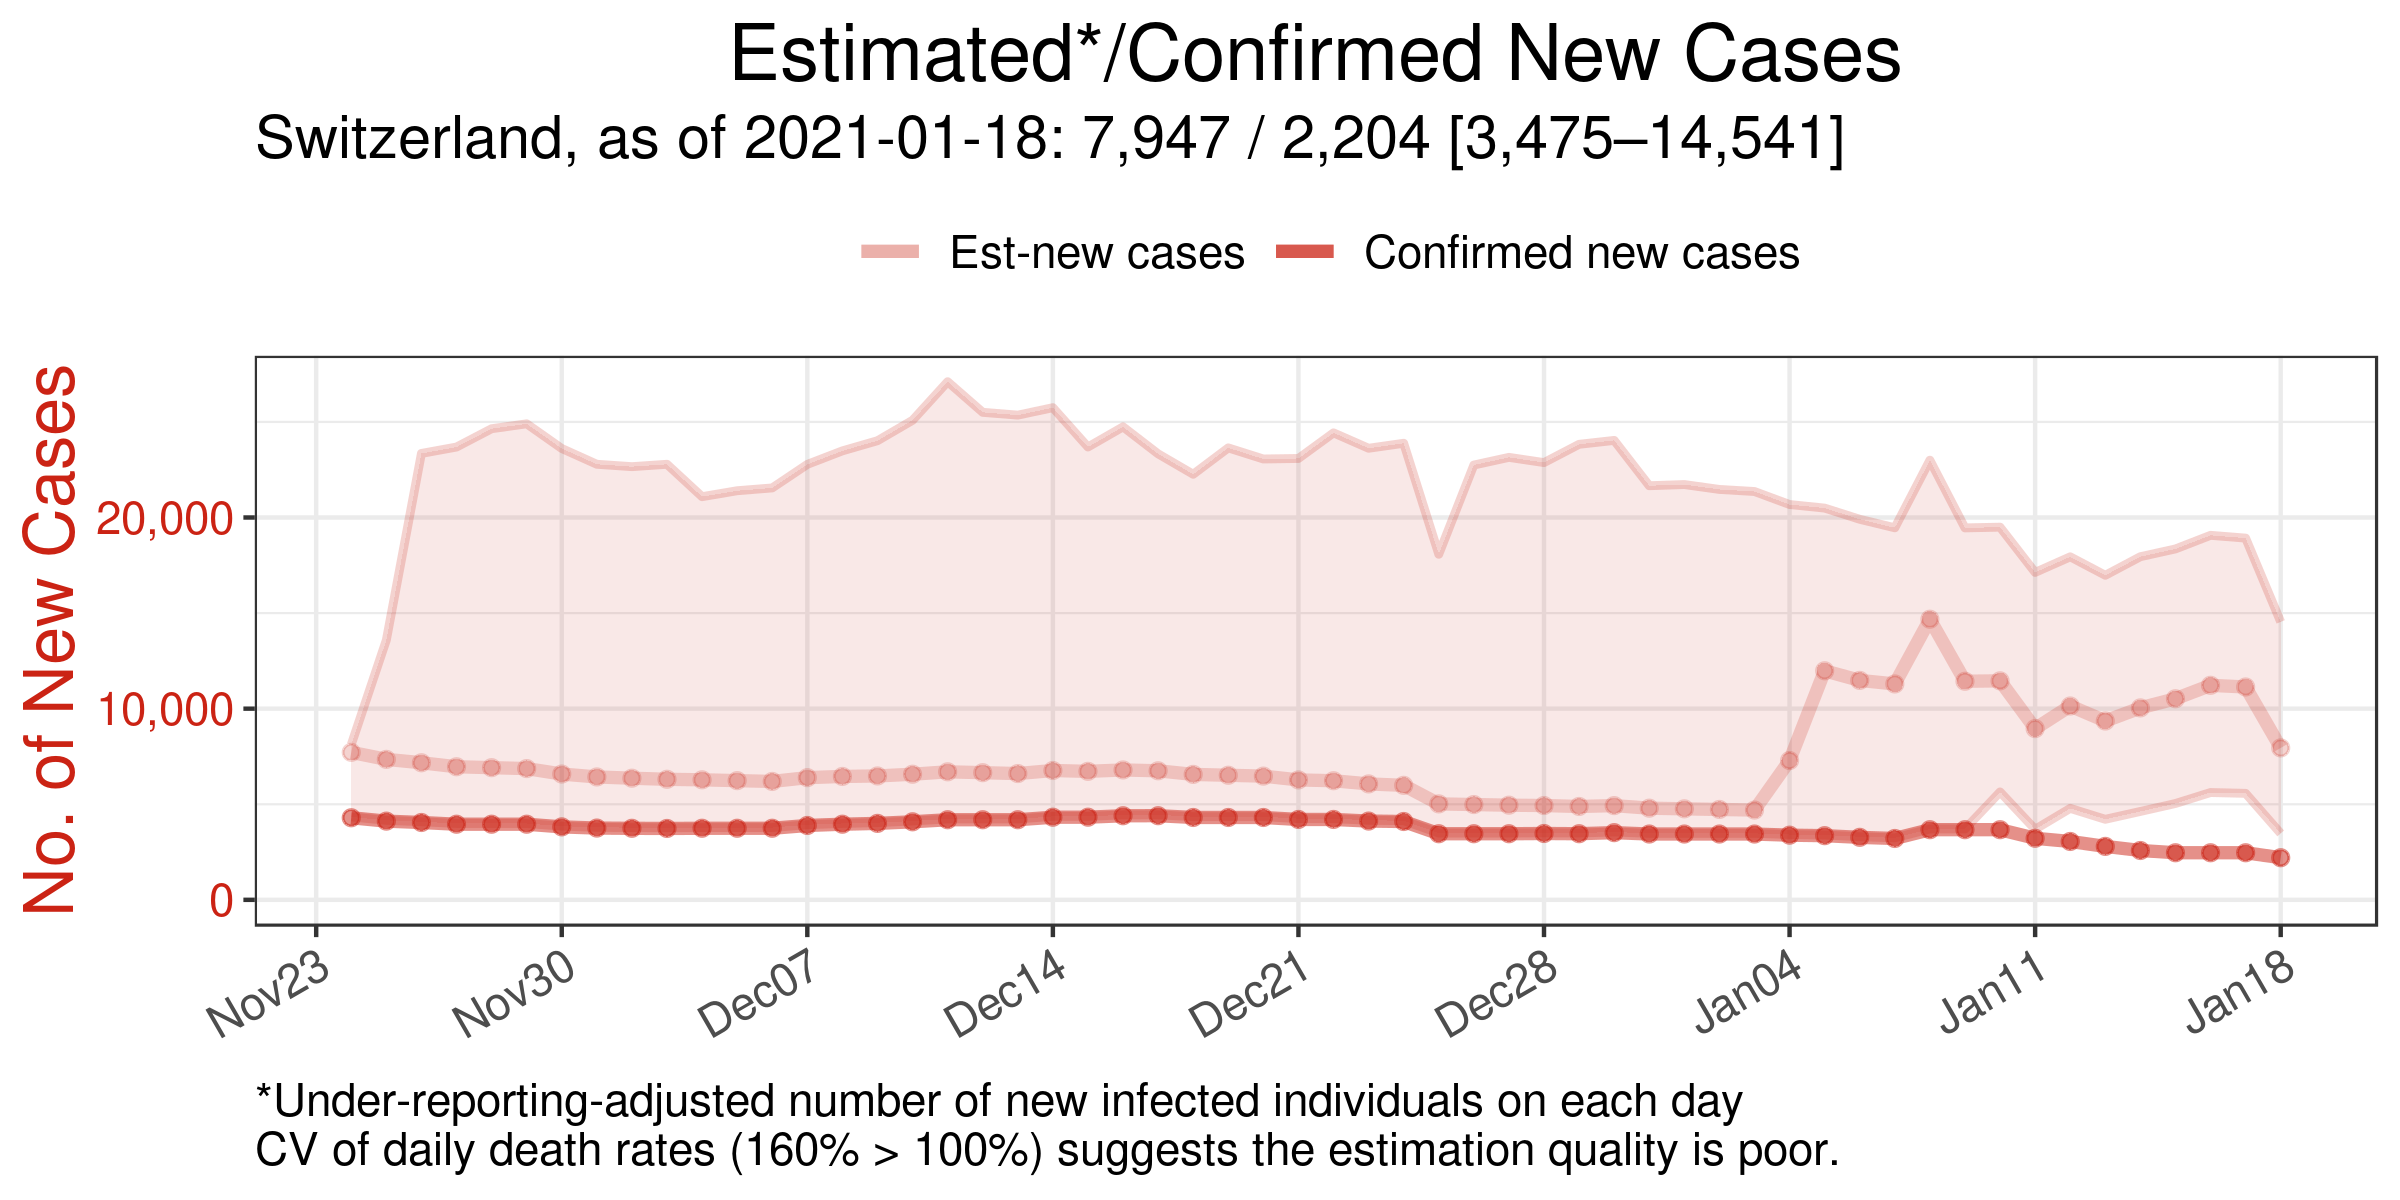 Estimated*/Confirmed New Cases
Switzerland, as of 2021-01-18: 7,947 / 2,204 [3,475–14,541]
Est-new cases
Confirmed new cases
No. of New Cases
20,000
10,000
0
Nov23
Nov30
Dec07
Dec14
Dec21
Dec28
Jan04
Jan11
Jan18
*Under-reporting-adjusted number of new infected individuals on each day
CV of daily death rates (160% > 100%) suggests the estimation quality is poor.